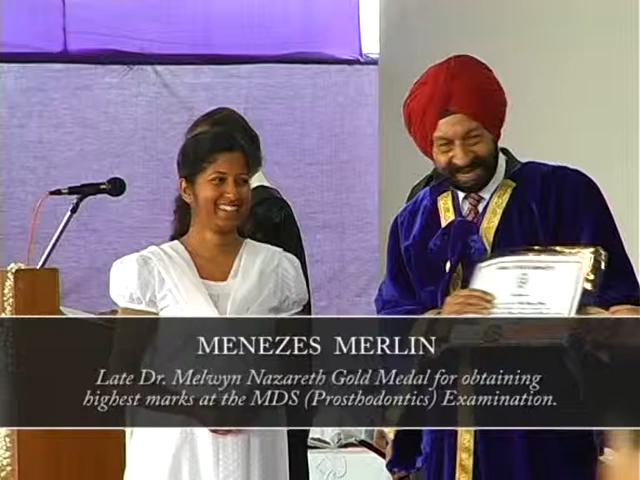 MENEZES MERLIN
Late Dr. Melwyn Nazareth Gold Medal for obtaining
highest marks at the MDS (Prosthodontics) Examination.